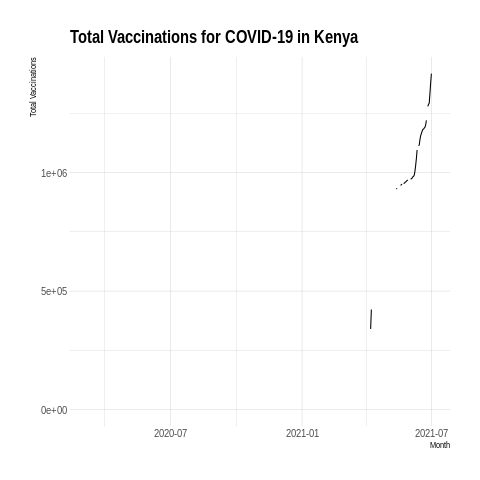 Total Vaccinations for COVID-19 in Kenya
Total Vaccinations
1e+06
5e+05
0e+00
2020-07 2021-01 2021-07
Month